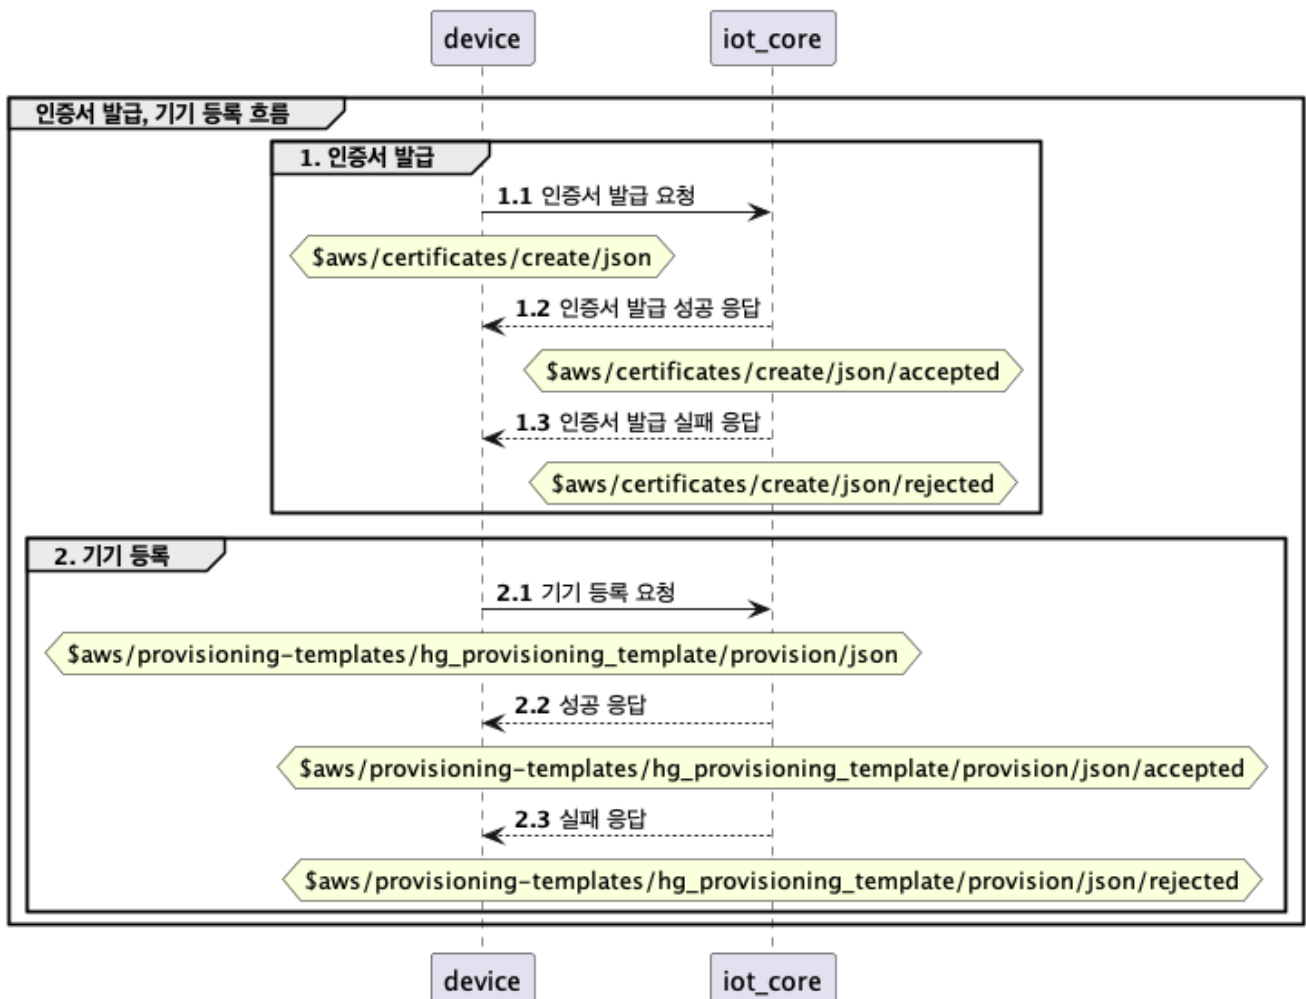 device
iot_core
인증서 발급, 기기 등록 흐름
1. 인증서 발급
1.1 인증서 발급 요청
$aws/certificates/create/json
1.2 인증서 발급 성공 응답
$aws/certificates/create/json/accepted
1.3 인증서 발급 실패 응답
$aws/certificates/create/json/rejected
2. 기기 등록
2.1 기기 등록 요청
$aws/provisioning-templates/hg_provisioning_template/provision/json
2.2 성공 응답
$aws/provisioning-templates/hg_provisioning_template/provision/json/accepted
2.3 실패 응답
$aws/provisioning-templates/hg_provisioning_template/provision/json/rejected
device
iot_core